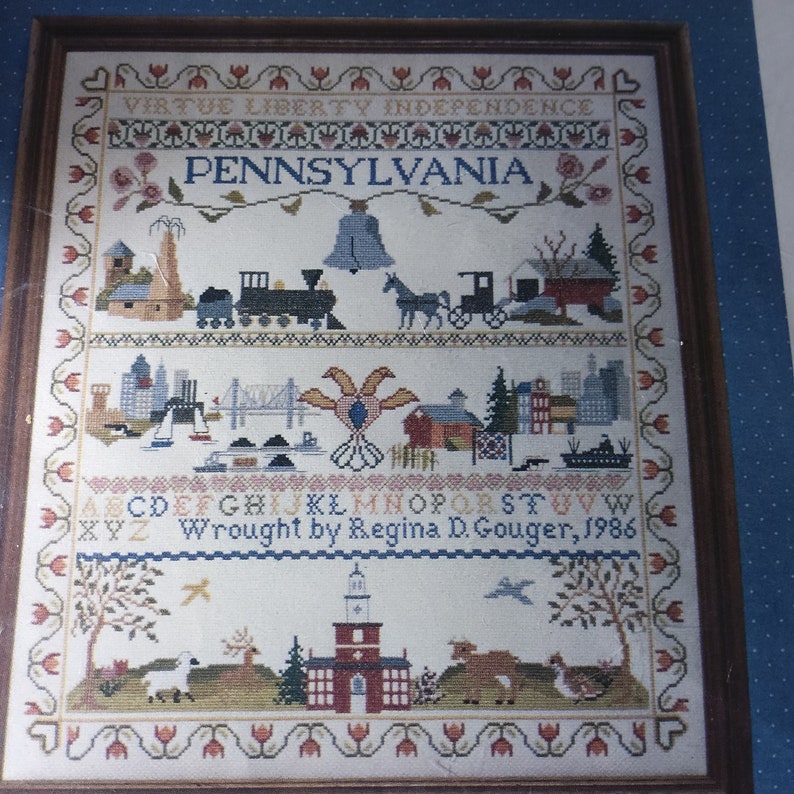 VIRTUE LIBERTY INDEPENDENCE
PENNSYLVANIA
ABCDEFGHIJKLMNOPQRSTUVW
XYZ Wrought by Regina D. Gouger, 1986